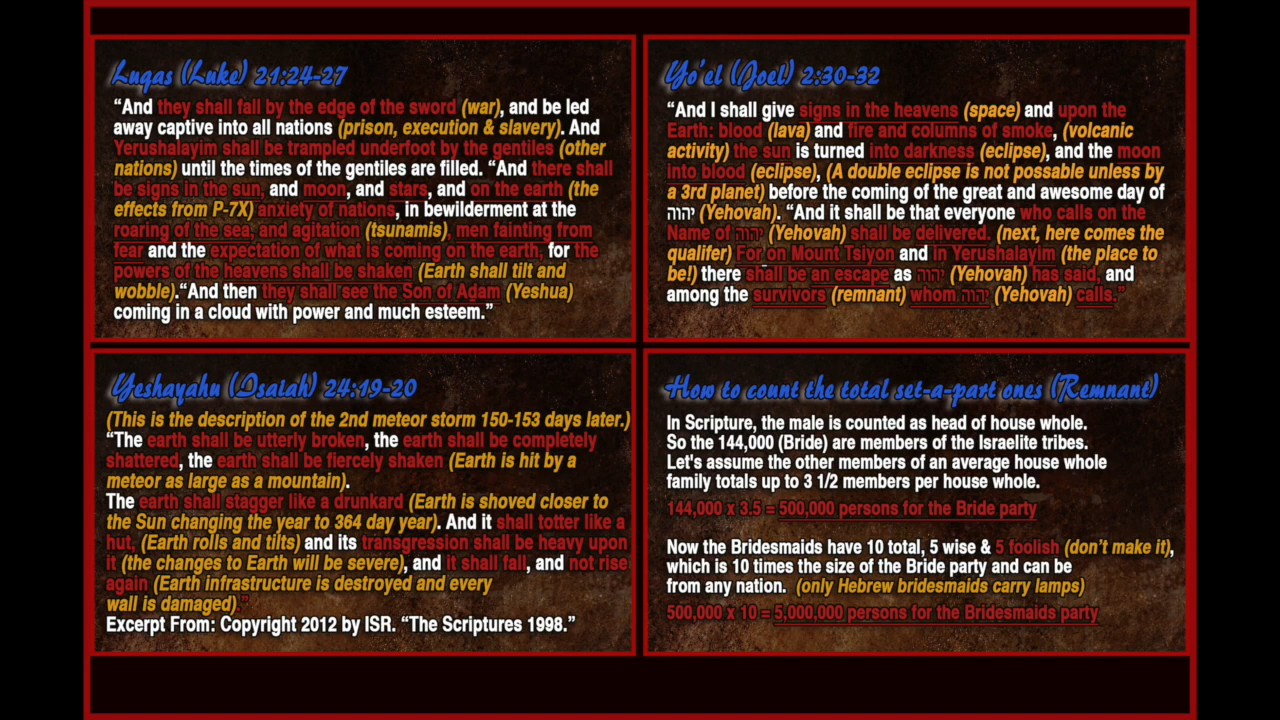 Luqas (Luke) 21:24-27
“And they shall fall by the edge of the sword (war), and be led
away captive into all nations (prison, execution & slavery). And
Yerushalayim shall be trampled underfoot by the gentiles (other
nations) until the times of the gentiles are filled. “And there shall
be signs in the sun, and moon, and stars, and on the earth (the
effects from P-7X) anxiety of nations, in bewilderment at the
roaring of the sea, and agitation (tsunamis), men fainting from
fear and the expectation of what is coming on the earth, for the
powers of the heavens shall be shaken (Earth shall tilt and
wobble).“And then they shall see the Son of Adam (Yeshua)
coming in a cloud with power and much esteem.”
Yo'el (Joel) 2:30-32
“And I shall give signs in the heavens (space) and upon the
Earth: blood (lava) and fire and columns of smoke, (volcanic
activity) the sun is turned into darkness (eclipse), and the moon
into blood (eclipse), (A double eclipse is not possable unless by
a 3rd planet) before the coming of the great and awesome day of
יהוה (Yehovah). “And it shall be that everyone who calls on the
Name of יהוה (Yehovah) shall be delivered. (next, here comes the
qualifer) For on Mount Tsiyon and in Yerushalayim (the place to
be!) there shall be an escape as יהוה (Yehovah) has said, and
among the survivors (remnant) whom יהוה (Yehovah) calls.”
Yeshayahu (Isaiah) 24:19-20
(This is the description of the 2nd meteor storm 150-153 days later.)
“The earth shall be utterly broken, the earth shall be completely
shattered, the earth shall be fiercely shaken (Earth is hit by a
meteor as large as a mountain).
The earth shall stagger like a drunkard (Earth is shoved closer to
the Sun changing the year to 364 day year). And it shall totter like a
hut, (Earth rolls and tilts) and its transgression shall be heavy upon
it (the changes to Earth will be severe), and it shall fall, and not rise
again (Earth infrastructure is destroyed and every
wall is damaged).”
Excerpt From: Copyright 2012 by ISR. “The Scriptures 1998.”
How to count the total set-a-part ones (Remnant)
In Scripture, the male is counted as head of house whole.
So the 144,000 (Bride) are members of the Israelite tribes.
Let's assume the other members of an average house whole
family totals up to 3 1/2 members per house whole.
144,000 x 3.5 = 500,000 persons for the Bride party
Now the Bridesmaids have 10 total, 5 wise & 5 foolish (don't make it),
which is 10 times the size of the Bride party and can be
from any nation. (only Hebrew bridesmaids carry lamps)
500,000 x 10 = 5,000,000 persons for the Bridesmaids party